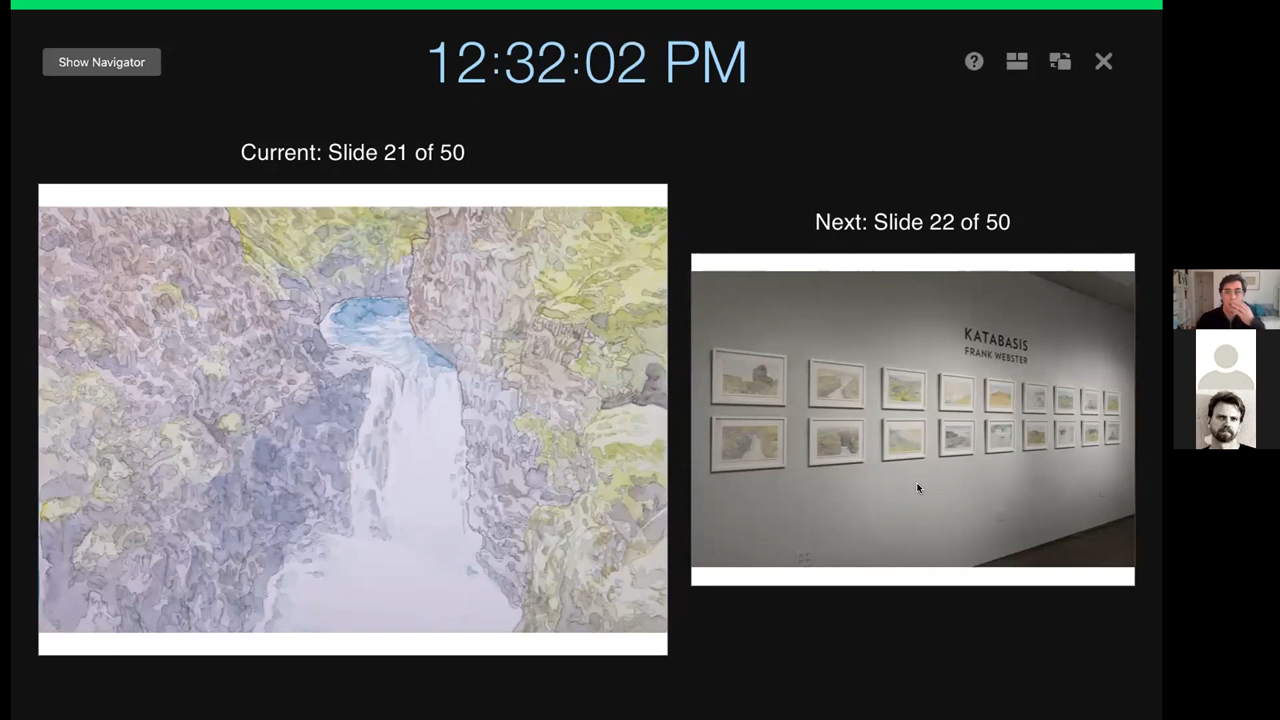 12:32:02 PM
Show Navigator
?
Current: Slide 21 of 50
Next: Slide 22 of 50
KATABASIS
FRANK WEBSTER